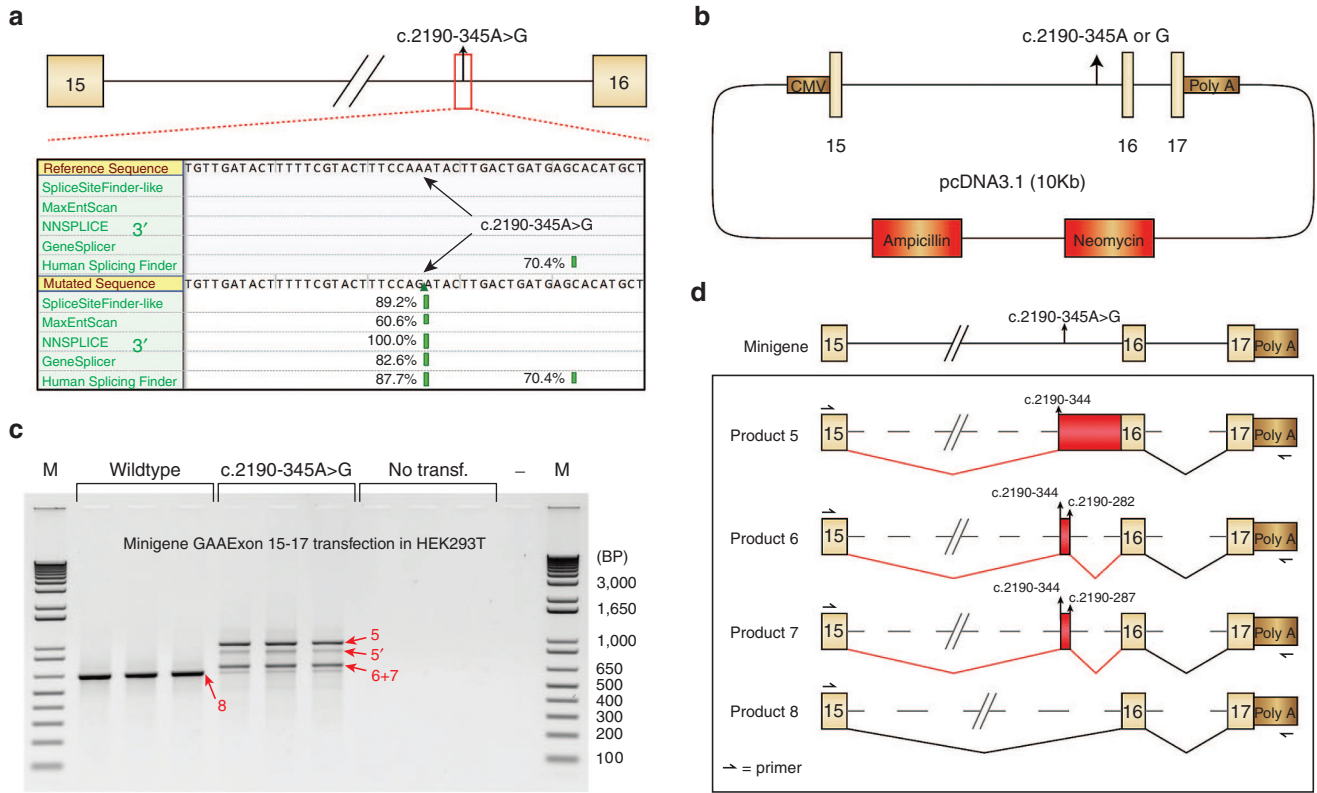 a
c.2190-345A>G
15
16
Reference Sequence TGTTGATACTTTTTCGTACTTTCCAAATACTTGACTGATGAGCACATGCT
SpliceSiteFinder-like
MaxEntScan
NNSPLICE 3′
c.2190-345A>G
GeneSplicer
Human Splicing Finder 70.4%
Mutated Sequence TGTTGATACTTTTTCGTACTTTCCAGATACTTGACTGATGAGCACATGCT
SpliceSiteFinder-like 89.2%
MaxEntScan 60.6%
NNSPLICE 3′ 100.0%
GeneSplicer 82.6%
Human Splicing Finder 87.7% 70.4%
b
c.2190-345A or G
CMV
Poly A
15
16
17
pcDNA3.1 (10Kb)
Ampicillin
Neomycin
c
M Wildtype c.2190-345A>G No transf. – M
Minigene GAAExon 15-17 transfection in HEK293T
(BP)
3,000
1,650
1,000
650
500
400
300
200
100
5
5′
6+7
8
d
c.2190-345A>G
Minigene 15 16 17 Poly A
c.2190-344
Product 5 15 16 17 Poly A
c.2190-344
c.2190-282
Product 6 15 16 17 Poly A
c.2190-344
c.2190-287
Product 7 15 16 17 Poly A
Product 8 15 16 17 Poly A
= primer